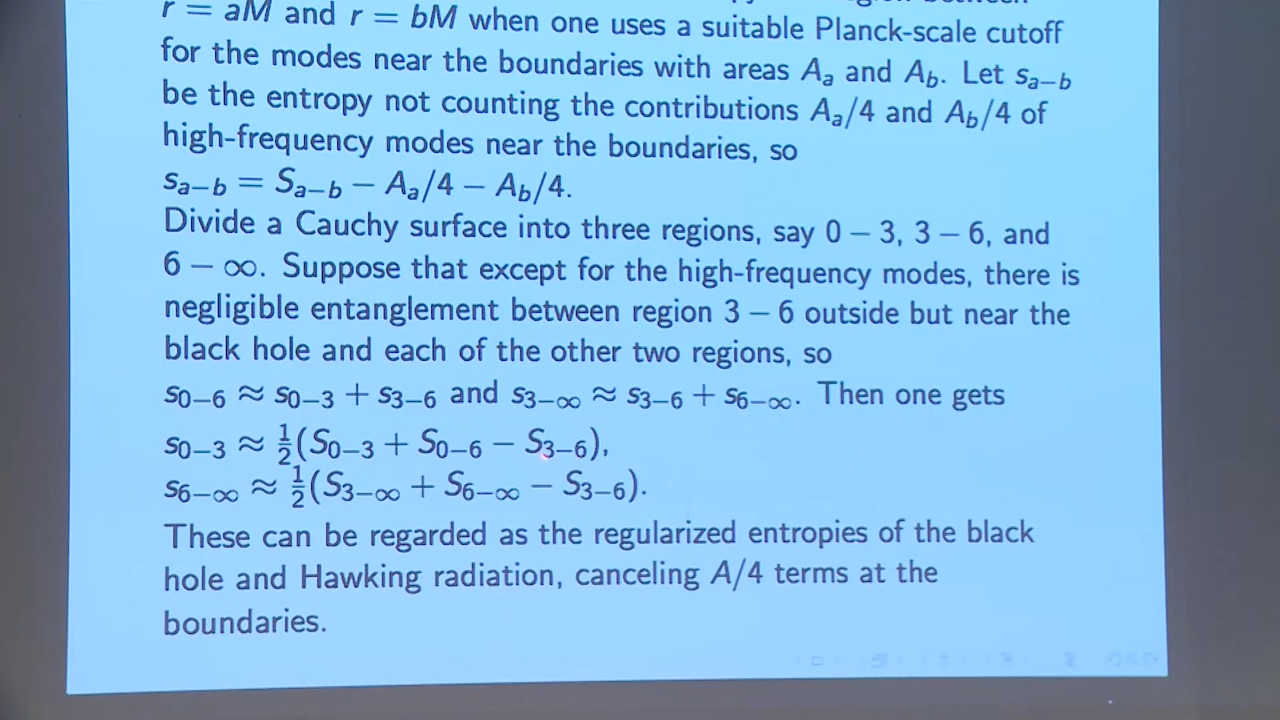 r = aM and r = bM when one uses a suitable Planck-scale cutoff
for the modes near the boundaries with areas Aₐ and A_b. Let s_{a−b}
be the entropy not counting the contributions Aₐ/4 and A_b/4 of
high-frequency modes near the boundaries, so
s_{a−b} = S_{a−b} − Aₐ/4 − A_b/4.
Divide a Cauchy surface into three regions, say 0 − 3, 3 − 6, and
6 − ∞. Suppose that except for the high-frequency modes, there is
negligible entanglement between region 3 − 6 outside but near the
black hole and each of the other two regions, so
s_{0−6} ≈ s_{0−3} + s_{3−6} and s_{3−∞} ≈ s_{3−6} + s_{6−∞}. Then one gets
s_{0−3} ≈ ½(S_{0−3} + S_{0−6} − S_{3−6}),
s_{6−∞} ≈ ½(S_{3−∞} + S_{6−∞} − S_{3−6}).
These can be regarded as the regularized entropies of the black
hole and Hawking radiation, canceling A/4 terms at the
boundaries.